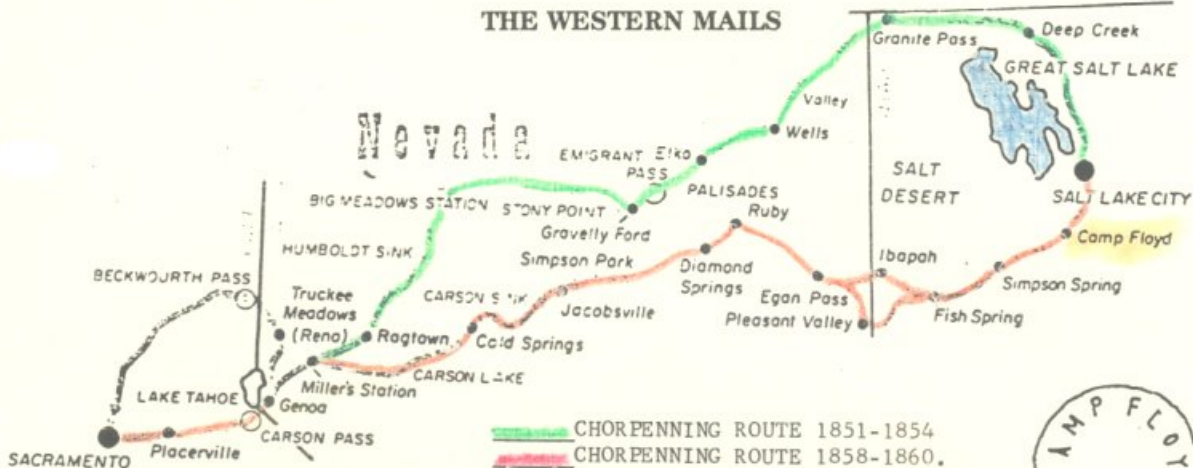 THE WESTERN MAILS
Granite Pass
Deep Creek
GREAT SALT LAKE
Valley
Wells
Nevada
EMIGRANT PASS
Elko
SALT DESERT
BIG MEADOWS STATION
STONY POINT
PALISADES
SALT LAKE CITY
Gravelly Ford
Ruby
Camp Floyd
HUMBOLDT SINK
Simpson Park
Ibapah
BECKWOURTH PASS
Diamond Springs
Simpson Spring
Truckee Meadows (Reno)
CARSON SINK
Jacobsville
Egan Pass
Fish Spring
Pleasant Valley
Ragtown
Cold Springs
CARSON LAKE
Miller's Station
LAKE TAHOE
Genoa
CARSON PASS
Placerville
SACRAMENTO
CHORPENNING ROUTE 1851-1854
CHORPENNING ROUTE 1858-1860.
AMP FLOY